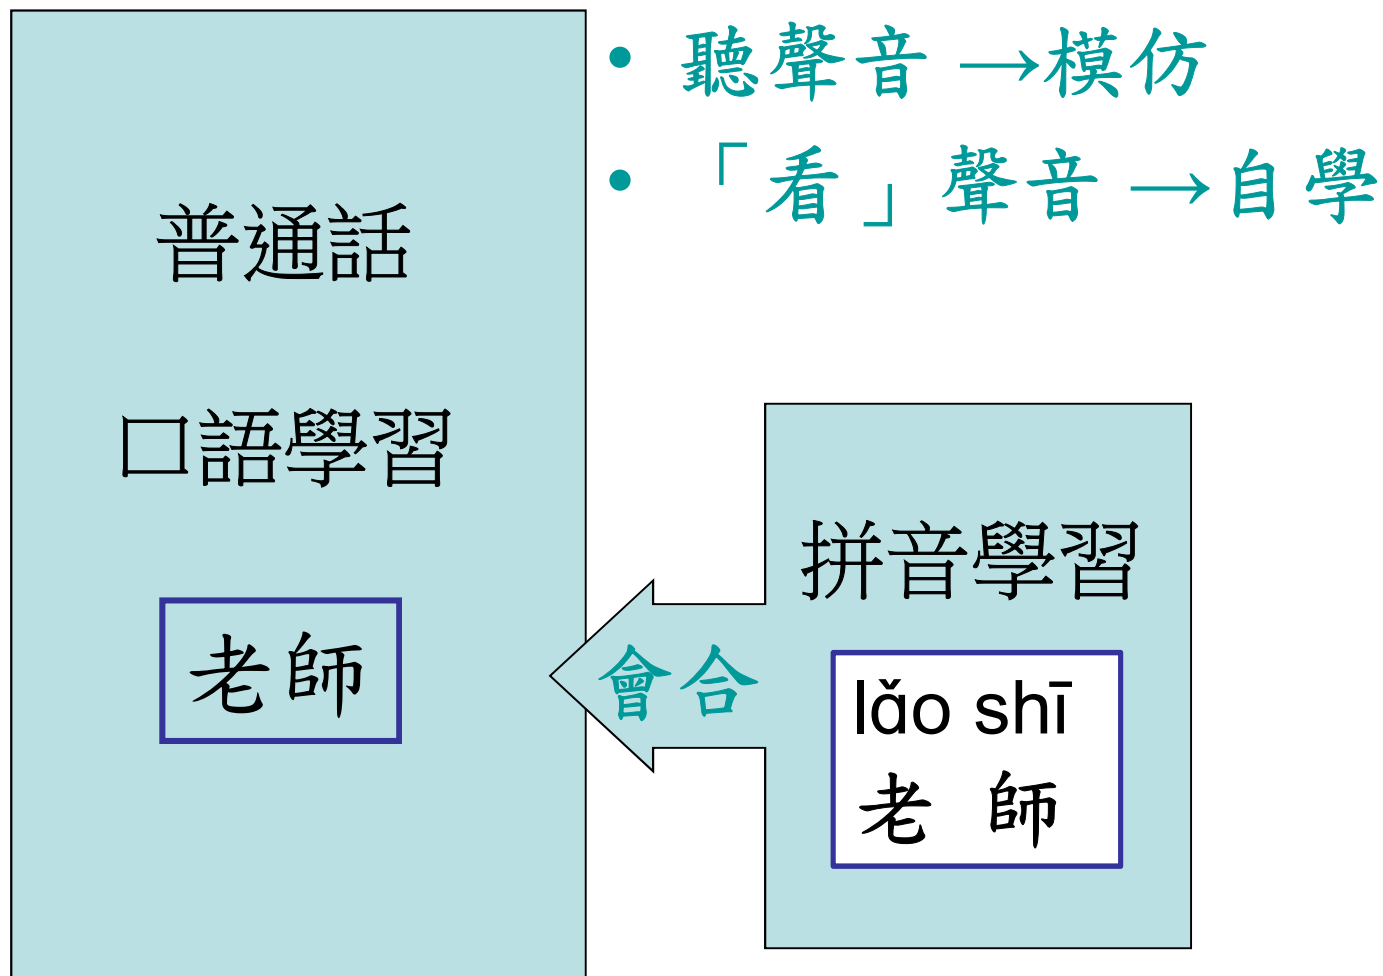 • 聽聲音 →模仿
• 「看」聲音 →自學
普通話
口語學習
老師
會合
拼音學習
lǎo shī
老 師